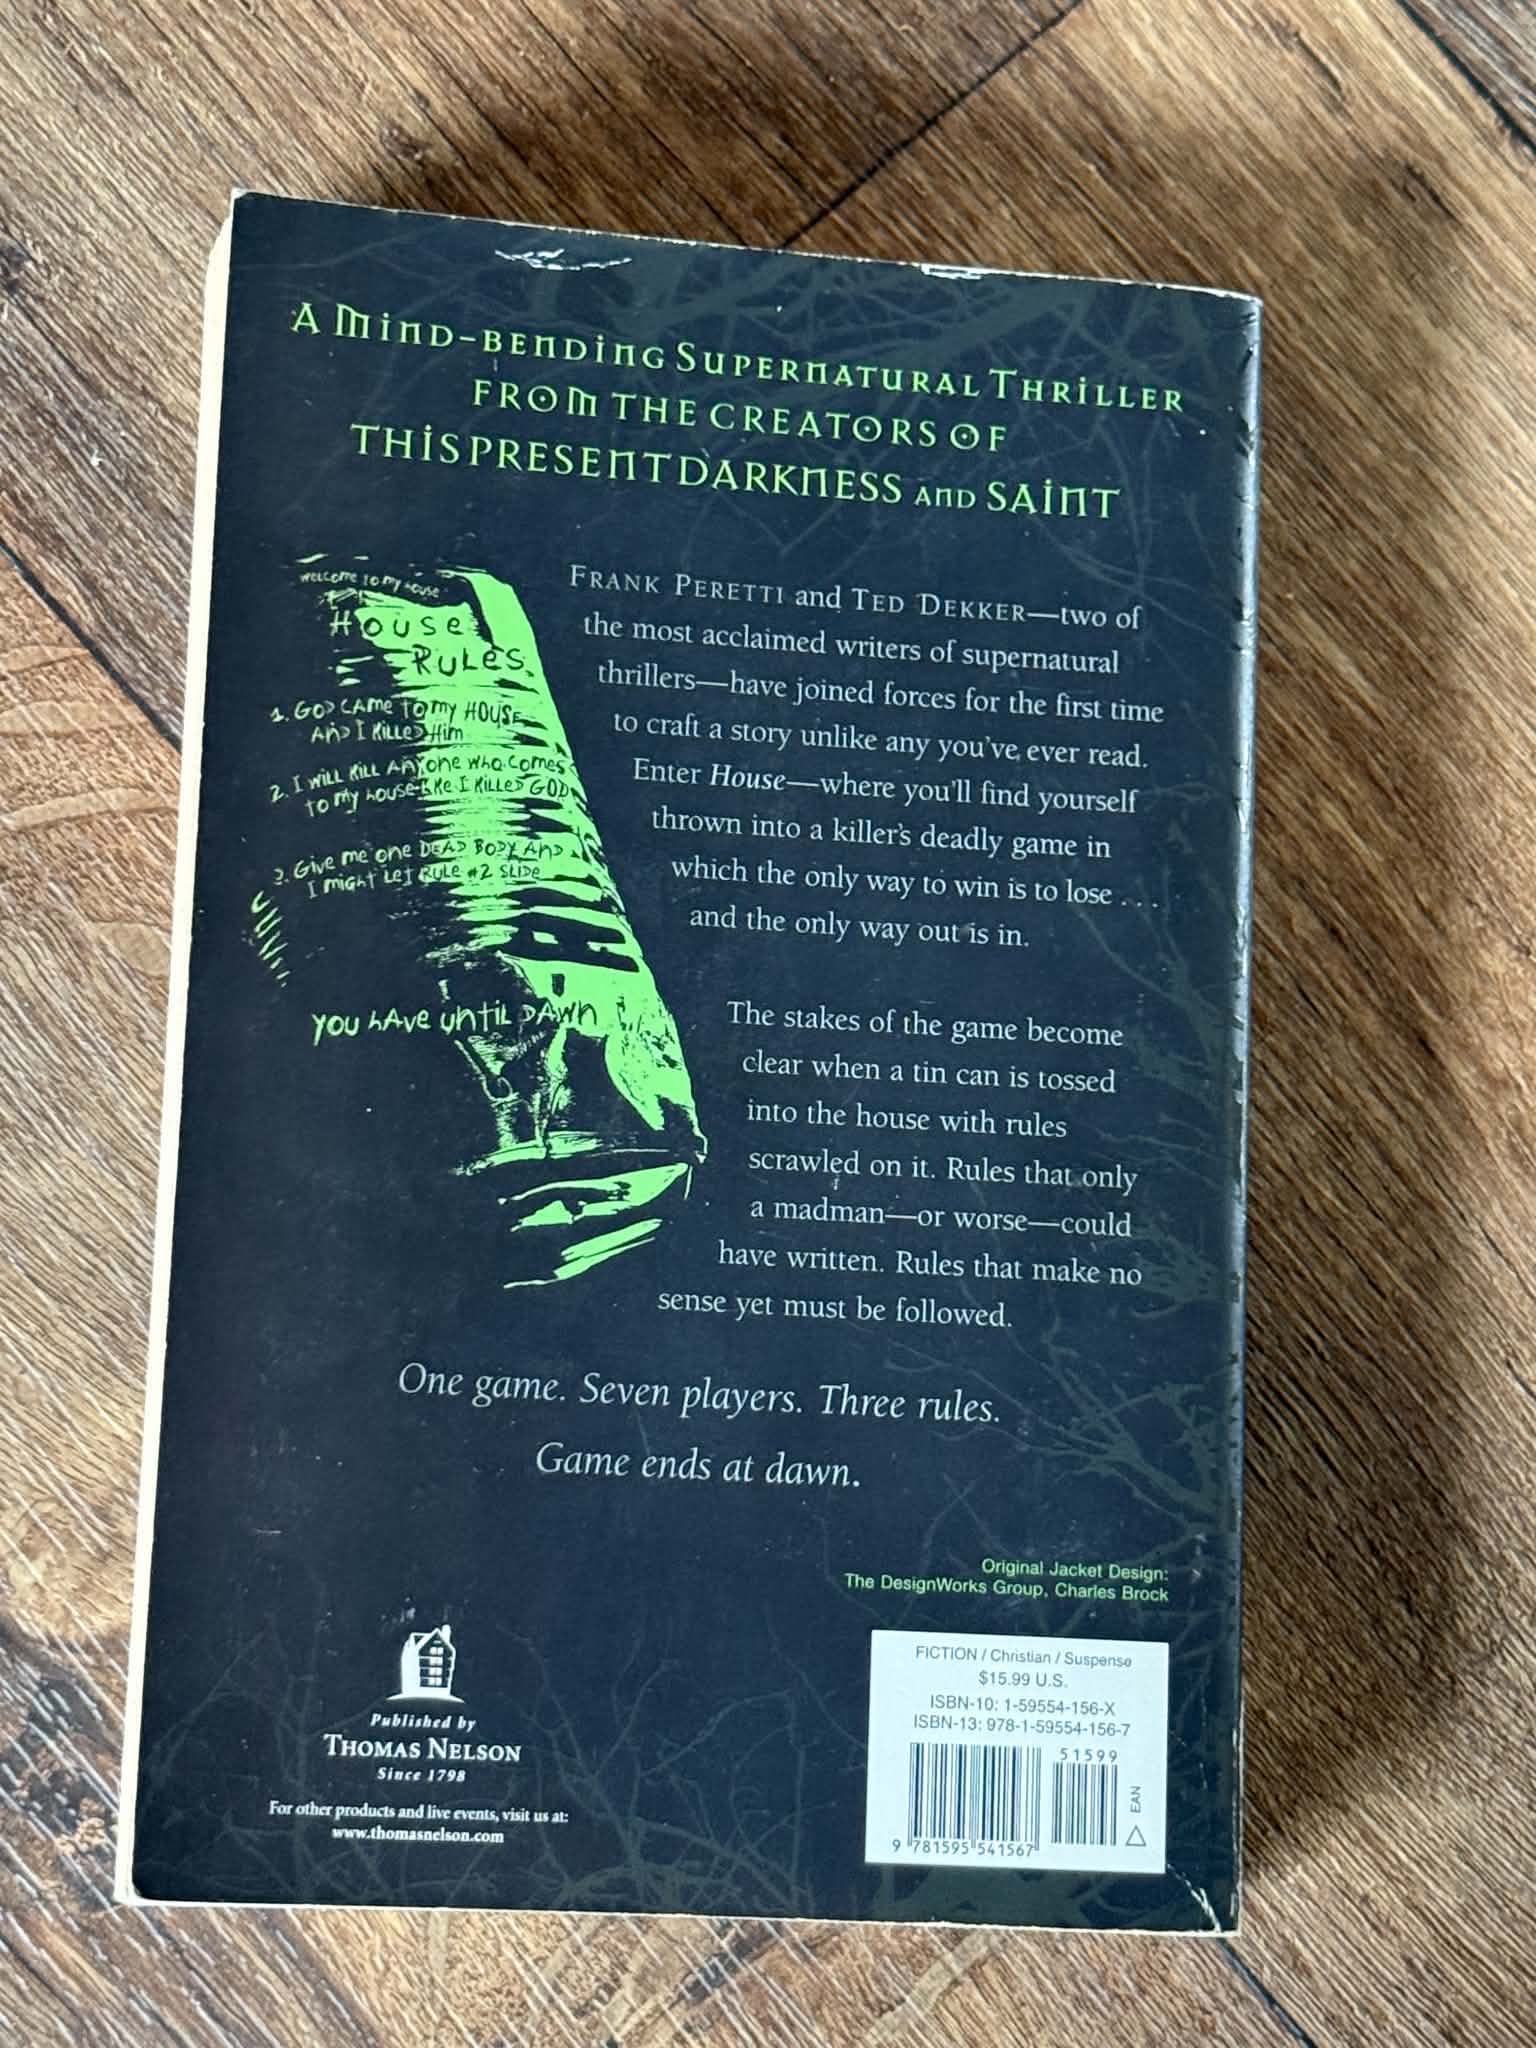 A Mind-bending Supernatural Thriller
from the creators of
This Present Darkness and Saint
welcome to my house
House
Rules
1. GOD CAME TO my HOUSE
AND I KILLED Him
2. I WILL KILL ANYone who comes
to my house like I KILLED GOD
3. Give me one DEAD BODY AND
I might LET RULE #2 SLIDE
you have until dawn
Frank Peretti and Ted Dekker—two of
the most acclaimed writers of supernatural
thrillers—have joined forces for the first time
to craft a story unlike any you've ever read.
Enter House—where you'll find yourself
thrown into a killer's deadly game in
which the only way to win is to lose . . .
and the only way out is in.
The stakes of the game become
clear when a tin can is tossed
into the house with rules
scrawled on it. Rules that only
a madman—or worse—could
have written. Rules that make no
sense yet must be followed.
One game. Seven players. Three rules.
Game ends at dawn.
Original Jacket Design:
The DesignWorks Group, Charles Brock
Published by
Thomas Nelson
Since 1798
For other products and live events, visit us at:
www.thomasnelson.com
FICTION / Christian / Suspense
$15.99 U.S.
ISBN-10: 1-59554-156-X
ISBN-13: 978-1-59554-156-7
51599
EAN
9 781595 541567